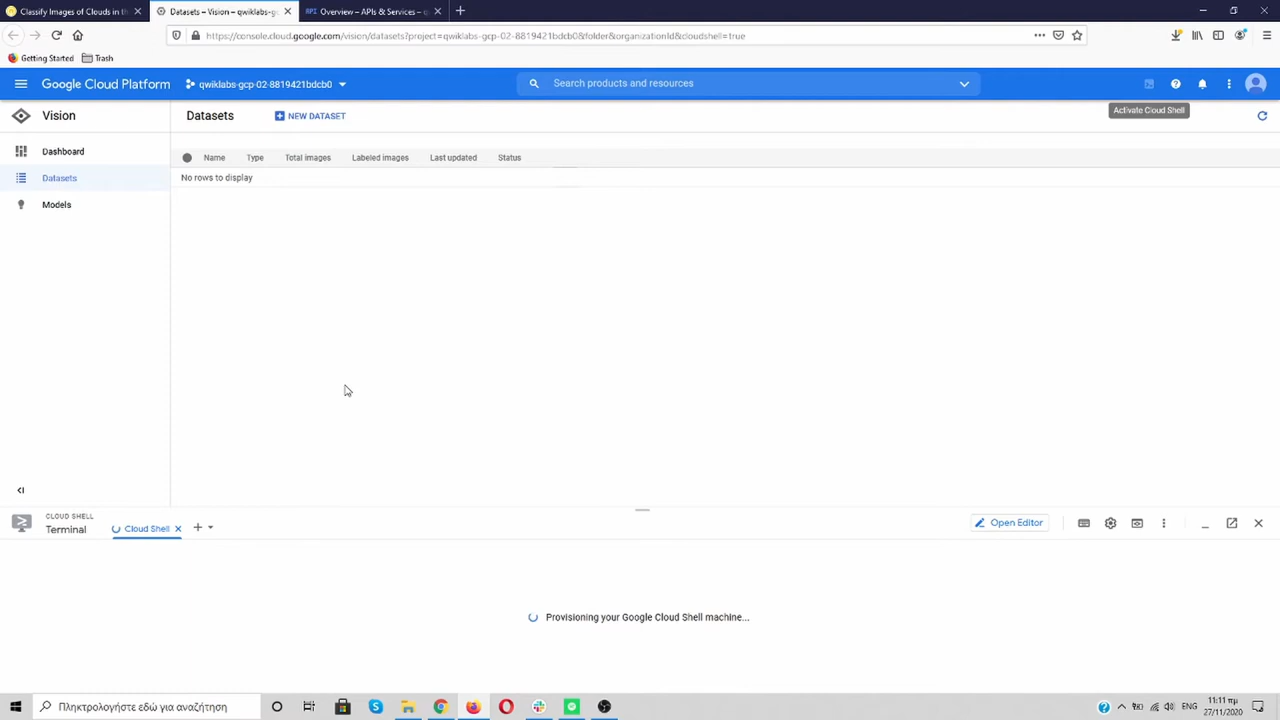 Classify Images of Clouds in th
Datasets – Vision – qwiklabs-gc
API Overview – APIs & Services – q
https://console.cloud.google.com/vision/datasets?project=qwiklabs-gcp-02-8819421bdcb0&folder&organizationId&cloudshell=true
Getting Started
Trash
Google Cloud Platform
qwiklabs-gcp-02-8819421bdcb0
Search products and resources
Activate Cloud Shell
Vision
Datasets
NEW DATASET
Dashboard
Datasets
Models
Name Type Total images Labeled images Last updated Status
No rows to display
CLOUD SHELL
Terminal
Cloud Shell
Open Editor
Provisioning your Google Cloud Shell machine...
Πληκτρολογήστε εδώ για αναζήτηση
ΕΝG
11:11 πμ
27/11/2020